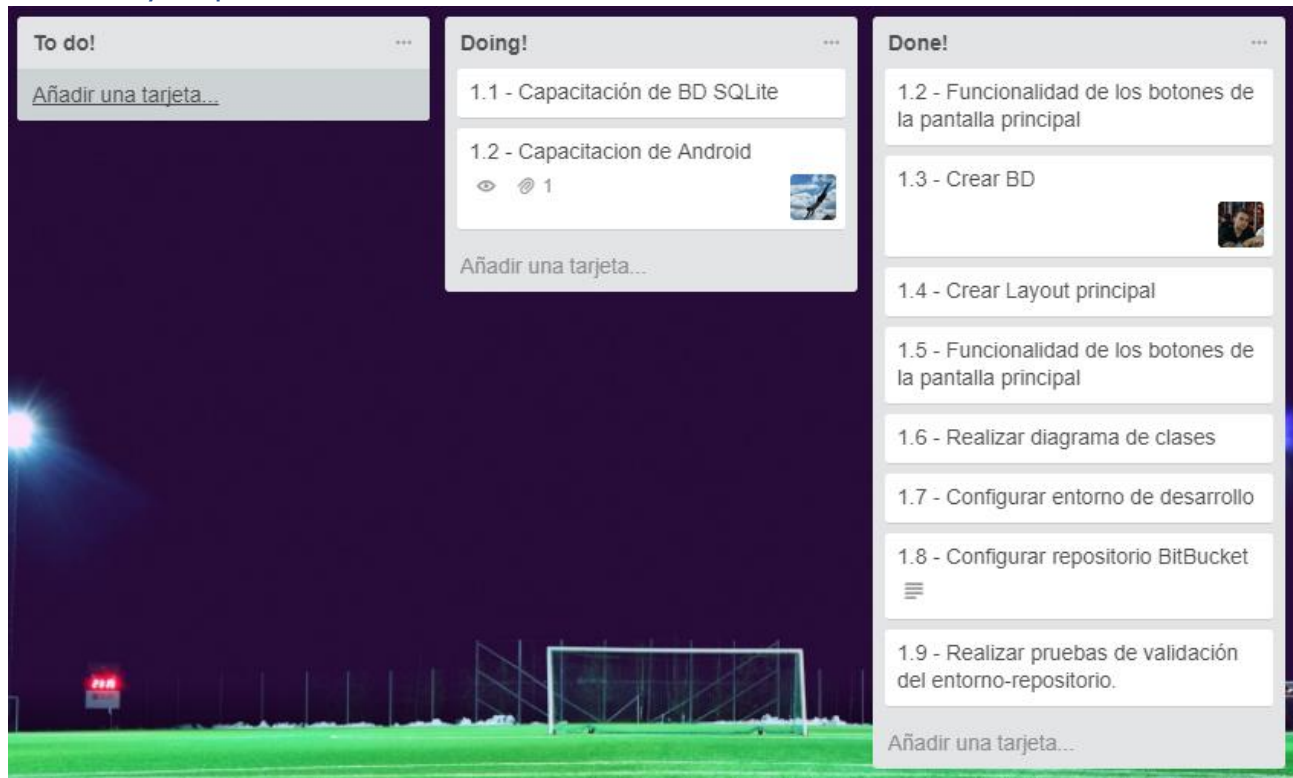 To do!
Añadir una tarjeta...
Doing!
1.1 - Capacitación de BD SQLite
1.2 - Capacitacion de Android
1
Añadir una tarjeta...
Done!
1.2 - Funcionalidad de los botones de
la pantalla principal
1.3 - Crear BD
1.4 - Crear Layout principal
1.5 - Funcionalidad de los botones de
la pantalla principal
1.6 - Realizar diagrama de clases
1.7 - Configurar entorno de desarrollo
1.8 - Configurar repositorio BitBucket
1.9 - Realizar pruebas de validación
del entorno-repositorio.
Añadir una tarjeta...